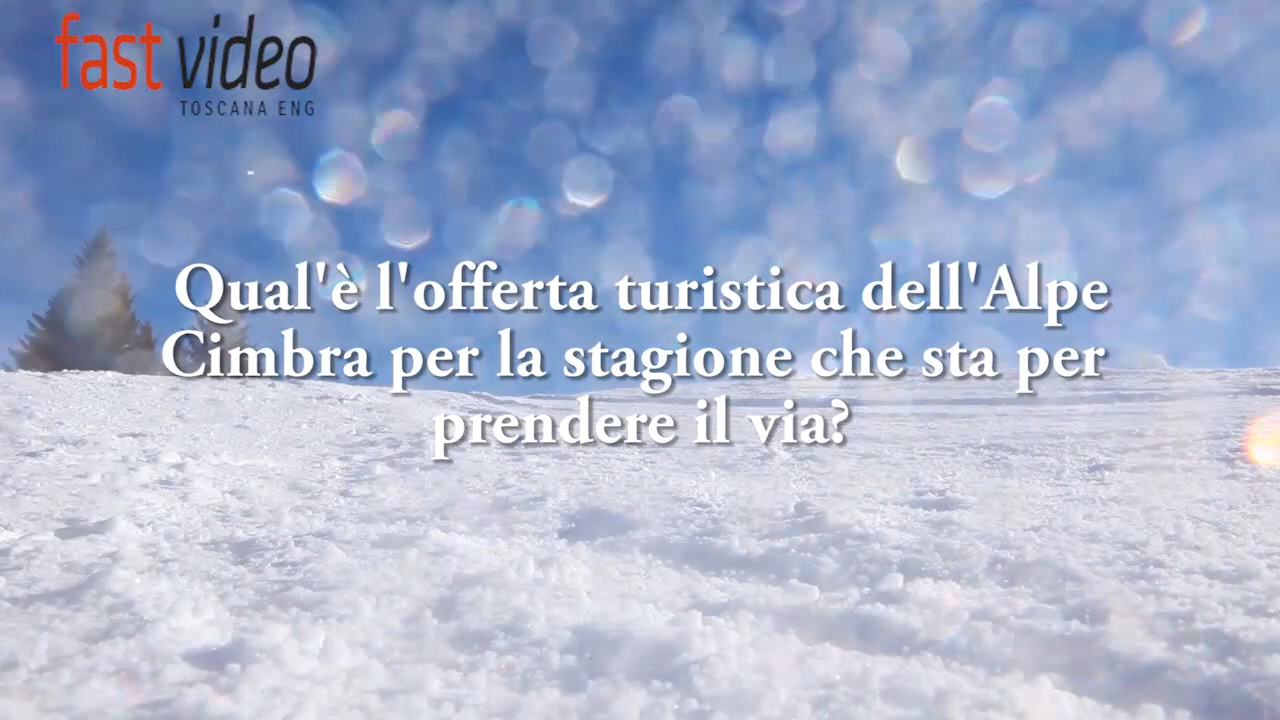 fast video
TOSCANA ENG
Qual'è l'offerta turistica dell'Alpe
Cimbra per la stagione che sta per
prendere il via?